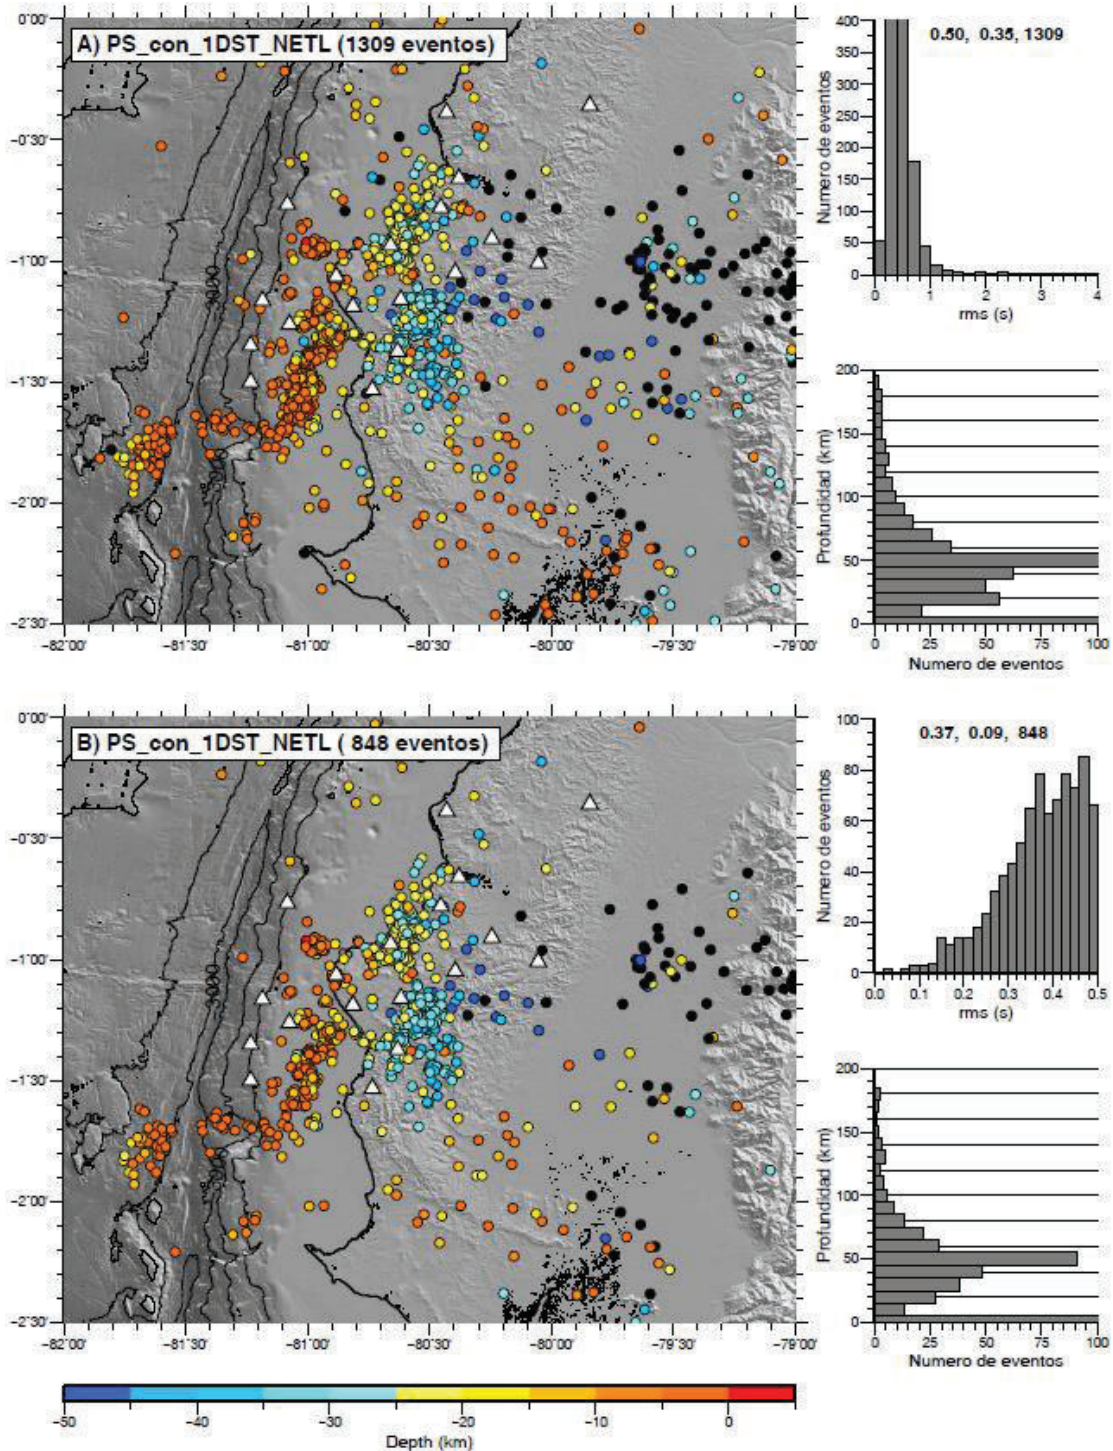 0°00'
A) PS_con_1DST_NETL (1309 eventos)
-0°30'
-1°00'
-1°30'
-2°00'
-2°30'
-82°00' -81°30' -81°00' -80°30' -80°00' -79°30' -79°00'
0.50, 0.35, 1309
Numero de eventos
400
350
300
250
200
150
100
50
0
0 1 2 3 4
rms (s)
Profundidad (km)
200
150
100
50
0
0 25 50 75 100
Numero de eventos
0°00'
B) PS_con_1DST_NETL ( 848 eventos)
-0°30'
-1°00'
-1°30'
-2°00'
-2°30'
-82°00' -81°30' -81°00' -80°30' -80°00' -79°30' -79°00'
0.37, 0.09, 848
Numero de eventos
100
80
60
40
20
0
0.0 0.1 0.2 0.3 0.4 0.5
rms (s)
Profundidad (km)
200
150
100
50
0
0 25 50 75 100
Numero de eventos
-50 -40 -30 -20 -10 0
Depth (km)